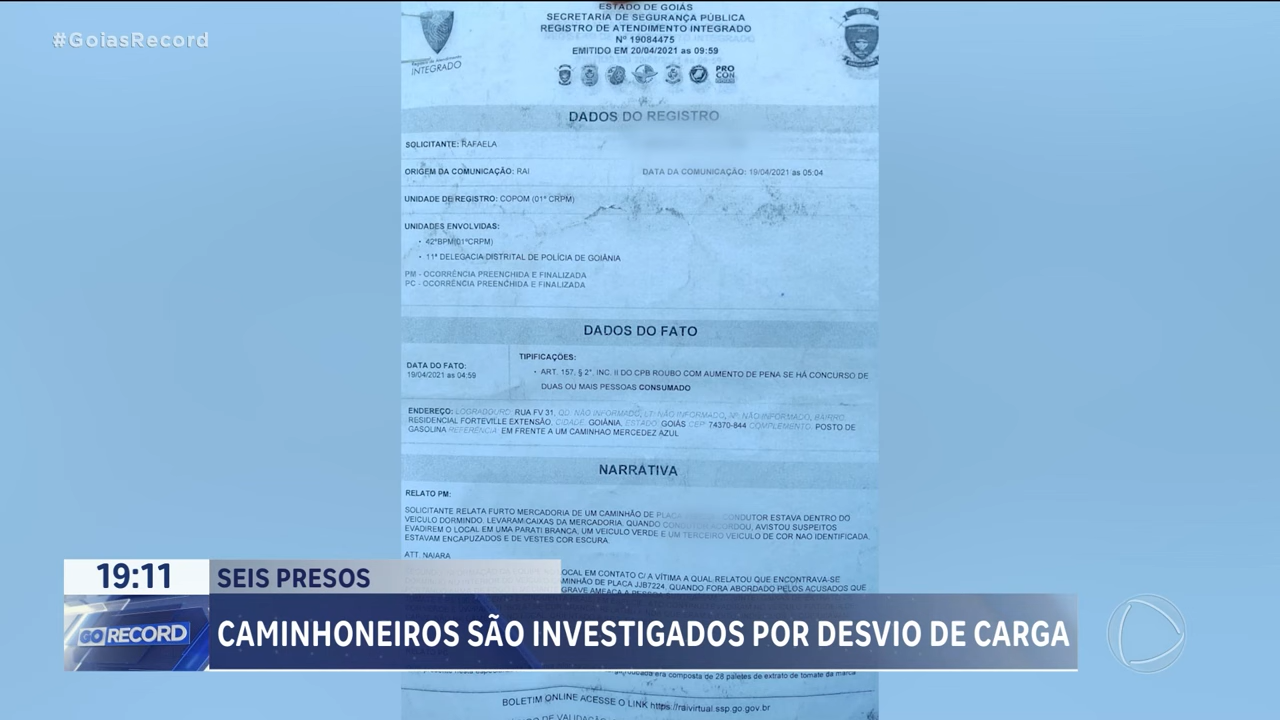 #GoiasRecord
ESTADO DE GOIÁS
SECRETARIA DE SEGURANÇA PÚBLICA
REGISTRO DE ATENDIMENTO INTEGRADO
Nº 19084475
EMITIDO EM 20/04/2021 as 09:59
INTEGRADO
PRO
CON
DADOS DO REGISTRO
SOLICITANTE: RAFAELA
ORIGEM DA COMUNICAÇÃO: RAI
DATA DA COMUNICAÇÃO: 19/04/2021 as 05:04
UNIDADE DE REGISTRO: COPOM (01º CRPM)
UNIDADES ENVOLVIDAS:
• 42ºBPM(01ºCRPM)
• 11ª DELEGACIA DISTRITAL DE POLÍCIA DE GOIÂNIA
PM - OCORRÊNCIA PREENCHIDA E FINALIZADA
PC - OCORRÊNCIA PREENCHIDA E FINALIZADA
DADOS DO FATO
DATA DO FATO:
19/04/2021 as 04:59
TIPIFICAÇÕES:
• ART. 157, § 2º, INC. II DO CPB ROUBO COM AUMENTO DE PENA SE HÁ CONCURSO DE
DUAS OU MAIS PESSOAS CONSUMADO
ENDEREÇO: LOGRADOURO: RUA FV 31, QD: NÃO INFORMADO, LT: NÃO INFORMADO, Nº: NÃO INFORMADO, BAIRRO:
RESIDENCIAL FORTEVILLE EXTENSÃO, CIDADE: GOIÂNIA, ESTADO: GOIÁS CEP: 74370-844 COMPLEMENTO: POSTO DE
GASOLINA REFERÊNCIA: EM FRENTE A UM CAMINHAO MERCEDEZ AZUL
NARRATIVA
RELATO PM:
SOLICITANTE RELATA FURTO MERCADORIA DE UM CAMINHÃO DE PLACA CONDUTOR ESTAVA DENTRO DO
VEICULO DORMINDO. LEVARAM CAIXAS DA MERCADORIA. QUANDO CONDUTOR ACORDOU, AVISTOU SUSPEITOS
EVADIREM O LOCAL EM UMA PARATI BRANCA, UM VEICULO VERDE E UM TERCEIRO VEICULO DE COR NAO IDENTIFICADA.
ESTAVAM ENCAPUZADOS E DE VESTES COR ESCURA.
ATT. NAIARA
LOCAL EM CONTATO C/ A VÍTIMA A QUAL RELATOU QUE ENCONTRAVA-SE
CAMINHÃO DE PLACA JJB7224, QUANDO FORA ABORDADO PELOS ACUSADOS QUE
GRAVE AMEAÇA A
19:11
SEIS PRESOS
GO RECORD
CAMINHONEIROS SÃO INVESTIGADOS POR DESVIO DE CARGA
era composta de 28 paletes de extrato de tomate da marca
BOLETIM ONLINE ACESSE O LINK https://raivirtual.ssp.go.gov.br
DE VALIDAÇÃO